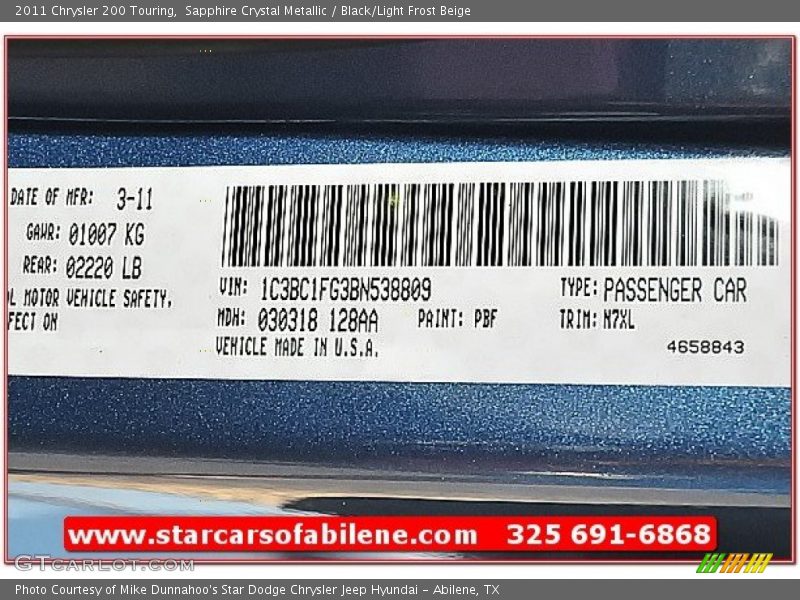 2011 Chrysler 200 Touring,  Sapphire Crystal Metallic / Black/Light Frost Beige
DATE OF MFR: 3-11
GAWR: 01007 KG
REAR: 02220 LB
L MOTOR VEHICLE SAFETY,
FECT ON
VIN: 1C3BC1FG3BN538809
TYPE: PASSENGER CAR
MDH: 030318 128AA
PAINT: PBF
TRIM: N7XL
VEHICLE MADE IN U.S.A.
4658843
www.starcarsofabilene.com 325 691-6868
GTCARLOT.COM
Photo Courtesy of Mike Dunnahoo's Star Dodge Chrysler Jeep Hyundai – Abilene, TX